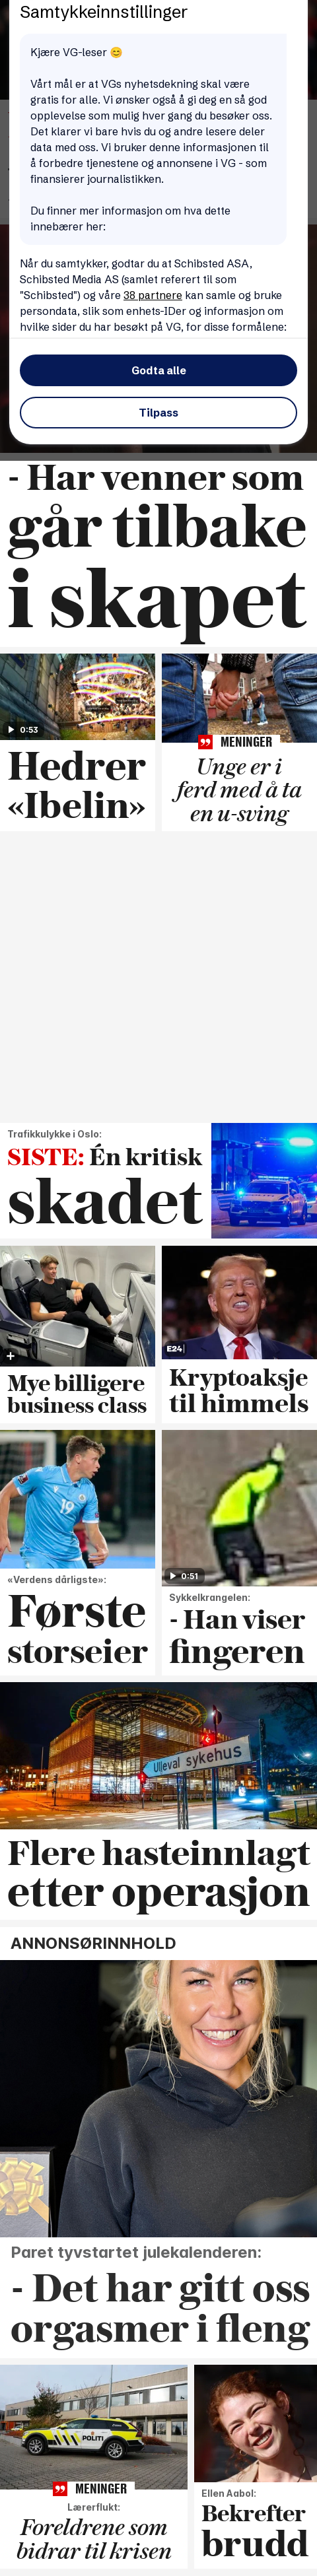 Samtykkeinnstillinger
Kjære VG-leser 😊
Vårt mål er at VGs nyhetsdekning skal være
gratis for alle. Vi ønsker også å gi deg en så god
opplevelse som mulig hver gang du besøker oss.
Det klarer vi bare hvis du og andre lesere deler
data med oss. Vi bruker denne informasjonen til
å forbedre tjenestene og annonsene i VG - som
finansierer journalistikken.
Du finner mer informasjon om hva dette
innebærer her:
Når du samtykker, godtar du at Schibsted ASA,
Schibsted Media AS (samlet referert til som
"Schibsted") og våre 38 partnere kan samle og bruke
persondata, slik som enhets-IDer og informasjon om
hvilke sider du har besøkt på VG, for disse formålene:
Godta alle
Tilpass
- Har venner som
går tilbake
i skapet
0:53
Hedrer
«Ibelin»
MENINGER
Unge er i
ferd med å ta
en u-sving
Trafikkulykke i Oslo:
SISTE: Én kritisk
skadet
Mye billigere
business class
E24
Kryptoaksje
til himmels
19
«Verdens dårligste»:
Første
storseier
0:51
Sykkelkrangelen:
- Han viser
fingeren
Ullevål sykehus
Flere hasteinnlagt
etter operasjon
ANNONSØRINNHOLD
Paret tyvstartet julekalenderen:
- Det har gitt oss
orgasmer i fleng
POLITI
MENINGER
Lærerflukt:
Foreldrene som
bidrar til krisen
Ellen Aabol:
Bekrefter
brudd